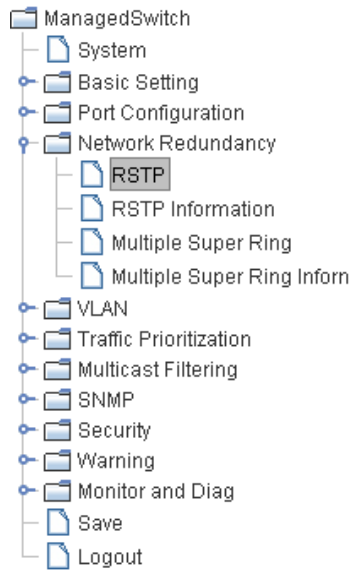 ManagedSwitch
System
Basic Setting
Port Configuration
Network Redundancy
RSTP
RSTP Information
Multiple Super Ring
Multiple Super Ring Inforn
VLAN
Traffic Prioritization
Multicast Filtering
SNMP
Security
Warning
Monitor and Diag
Save
Logout